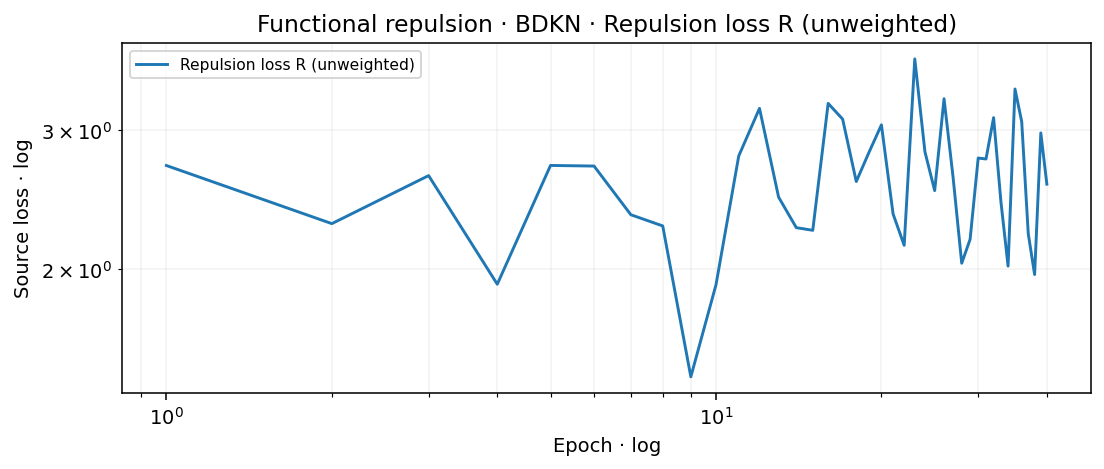 Functional repulsion · BDKN · Repulsion loss R (unweighted)
Repulsion loss R (unweighted)
Source loss · log
3 × 10⁰
2 × 10⁰
10⁰
10¹
Epoch · log